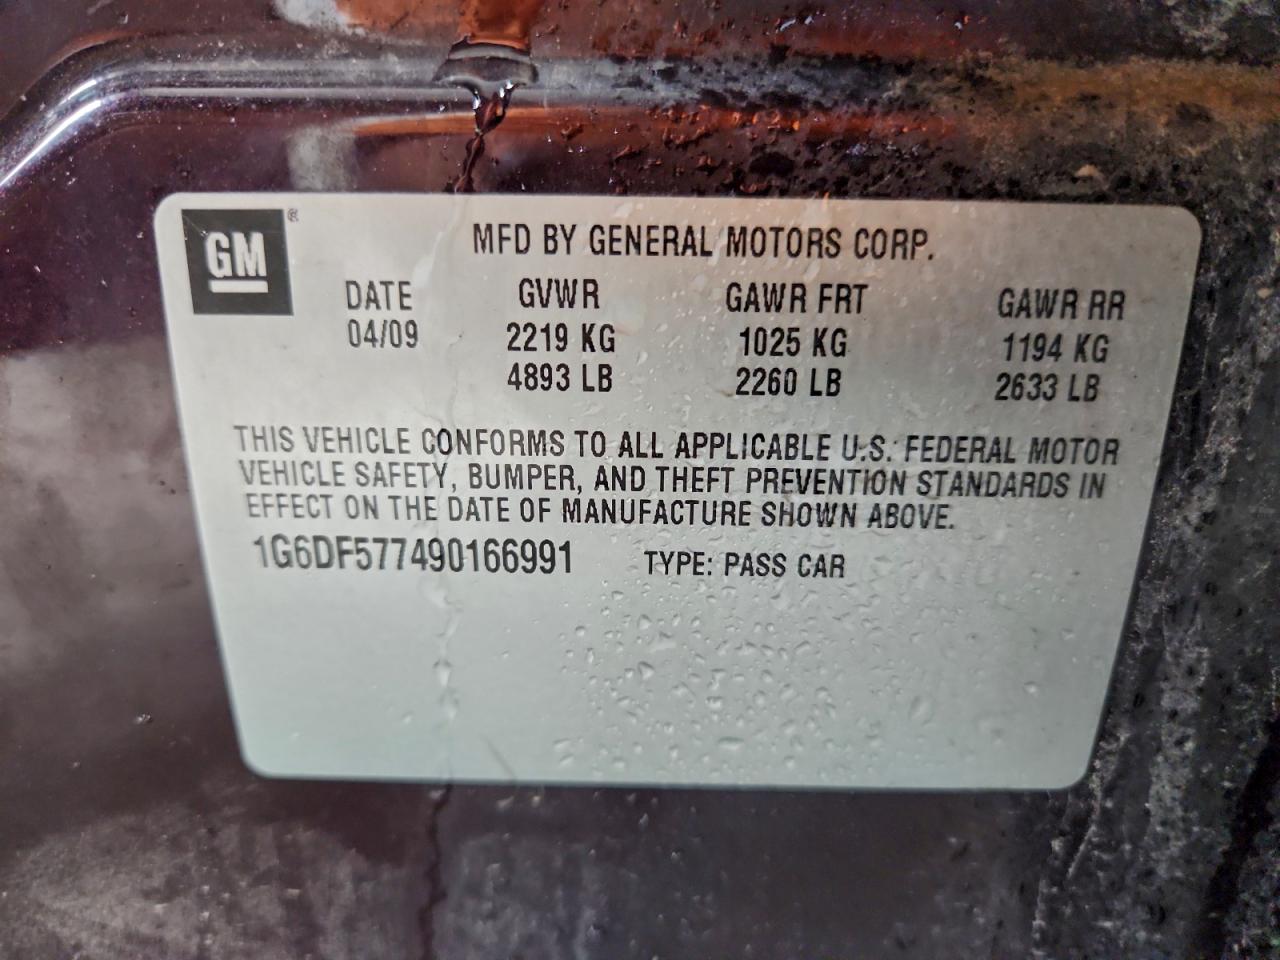 GM®
MFD BY GENERAL MOTORS CORP.
DATE GVWR GAWR FRT GAWR RR
04/09 2219 KG 1025 KG 1194 KG
4893 LB 2260 LB 2633 LB
THIS VEHICLE CONFORMS TO ALL APPLICABLE U.S. FEDERAL MOTOR
VEHICLE SAFETY, BUMPER, AND THEFT PREVENTION STANDARDS IN
EFFECT ON THE DATE OF MANUFACTURE SHOWN ABOVE.
1G6DF577490166991 TYPE: PASS CAR